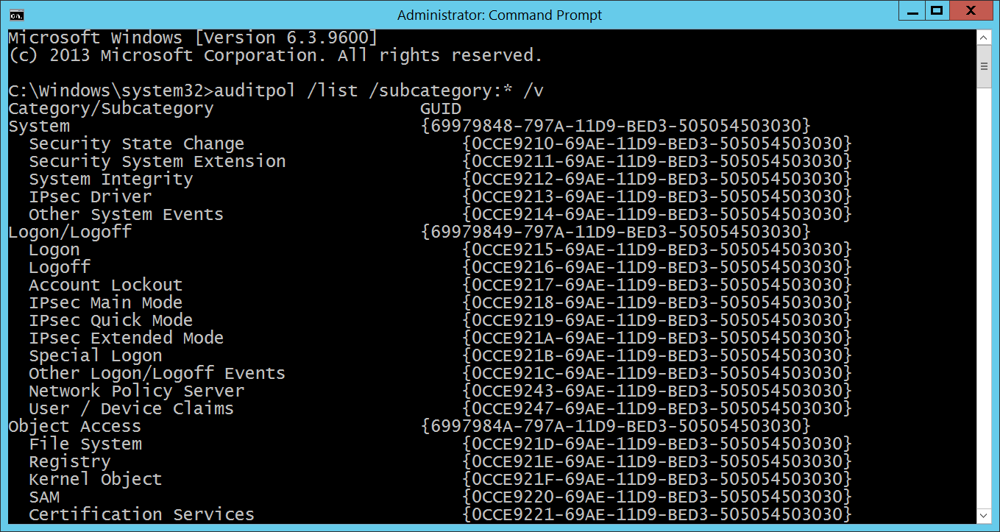 Administrator: Command Prompt
Microsoft Windows [Version 6.3.9600]
(c) 2013 Microsoft Corporation. All rights reserved.
C:\Windows\system32>auditpol /list /subcategory:* /v
Category/Subcategory GUID
System {69979848-797A-11D9-BED3-505054503030}
Security State Change {0CCE9210-69AE-11D9-BED3-505054503030}
Security System Extension {0CCE9211-69AE-11D9-BED3-505054503030}
System Integrity {0CCE9212-69AE-11D9-BED3-505054503030}
IPsec Driver {0CCE9213-69AE-11D9-BED3-505054503030}
Other System Events {0CCE9214-69AE-11D9-BED3-505054503030}
Logon/Logoff {69979849-797A-11D9-BED3-505054503030}
Logon {0CCE9215-69AE-11D9-BED3-505054503030}
Logoff {0CCE9216-69AE-11D9-BED3-505054503030}
Account Lockout {0CCE9217-69AE-11D9-BED3-505054503030}
IPsec Main Mode {0CCE9218-69AE-11D9-BED3-505054503030}
IPsec Quick Mode {0CCE9219-69AE-11D9-BED3-505054503030}
IPsec Extended Mode {0CCE921A-69AE-11D9-BED3-505054503030}
Special Logon {0CCE921B-69AE-11D9-BED3-505054503030}
Other Logon/Logoff Events {0CCE921C-69AE-11D9-BED3-505054503030}
Network Policy Server {0CCE9243-69AE-11D9-BED3-505054503030}
User / Device Claims {0CCE9247-69AE-11D9-BED3-505054503030}
Object Access {6997984A-797A-11D9-BED3-505054503030}
File System {0CCE921D-69AE-11D9-BED3-505054503030}
Registry {0CCE921E-69AE-11D9-BED3-505054503030}
Kernel Object {0CCE921F-69AE-11D9-BED3-505054503030}
SAM {0CCE9220-69AE-11D9-BED3-505054503030}
Certification Services {0CCE9221-69AE-11D9-BED3-505054503030}